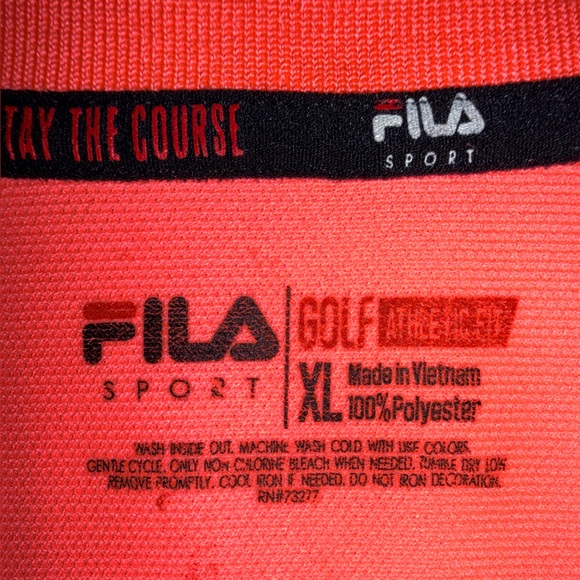 TAY THE COURSE
FILA
SPORT
FILA
SPORT
GOLF ATHLETIC FIT
XL
Made in Vietnam
100% Polyester
WASH INSIDE OUT. MACHINE WASH COLD WITH LIKE COLORS.
GENTLE CYCLE. ONLY NON CHLORINE BLEACH WHEN NEEDED. TUMBLE DRY LOW
REMOVE PROMPTLY. COOL IRON IF NEEDED. DO NOT IRON DECORATION.
RN#73277